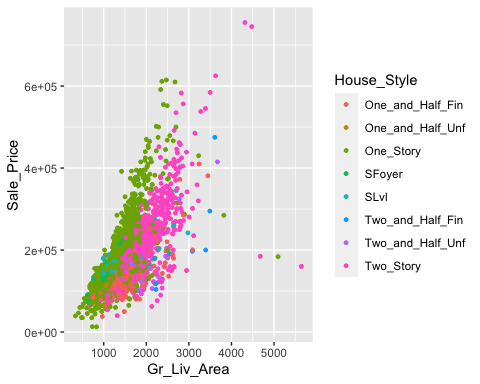 6e+05
4e+05
2e+05
0e+00
Sale_Price
1000 2000 3000 4000 5000
Gr_Liv_Area
House_Style
One_and_Half_Fin
One_and_Half_Unf
One_Story
SFoyer
SLvl
Two_and_Half_Fin
Two_and_Half_Unf
Two_Story